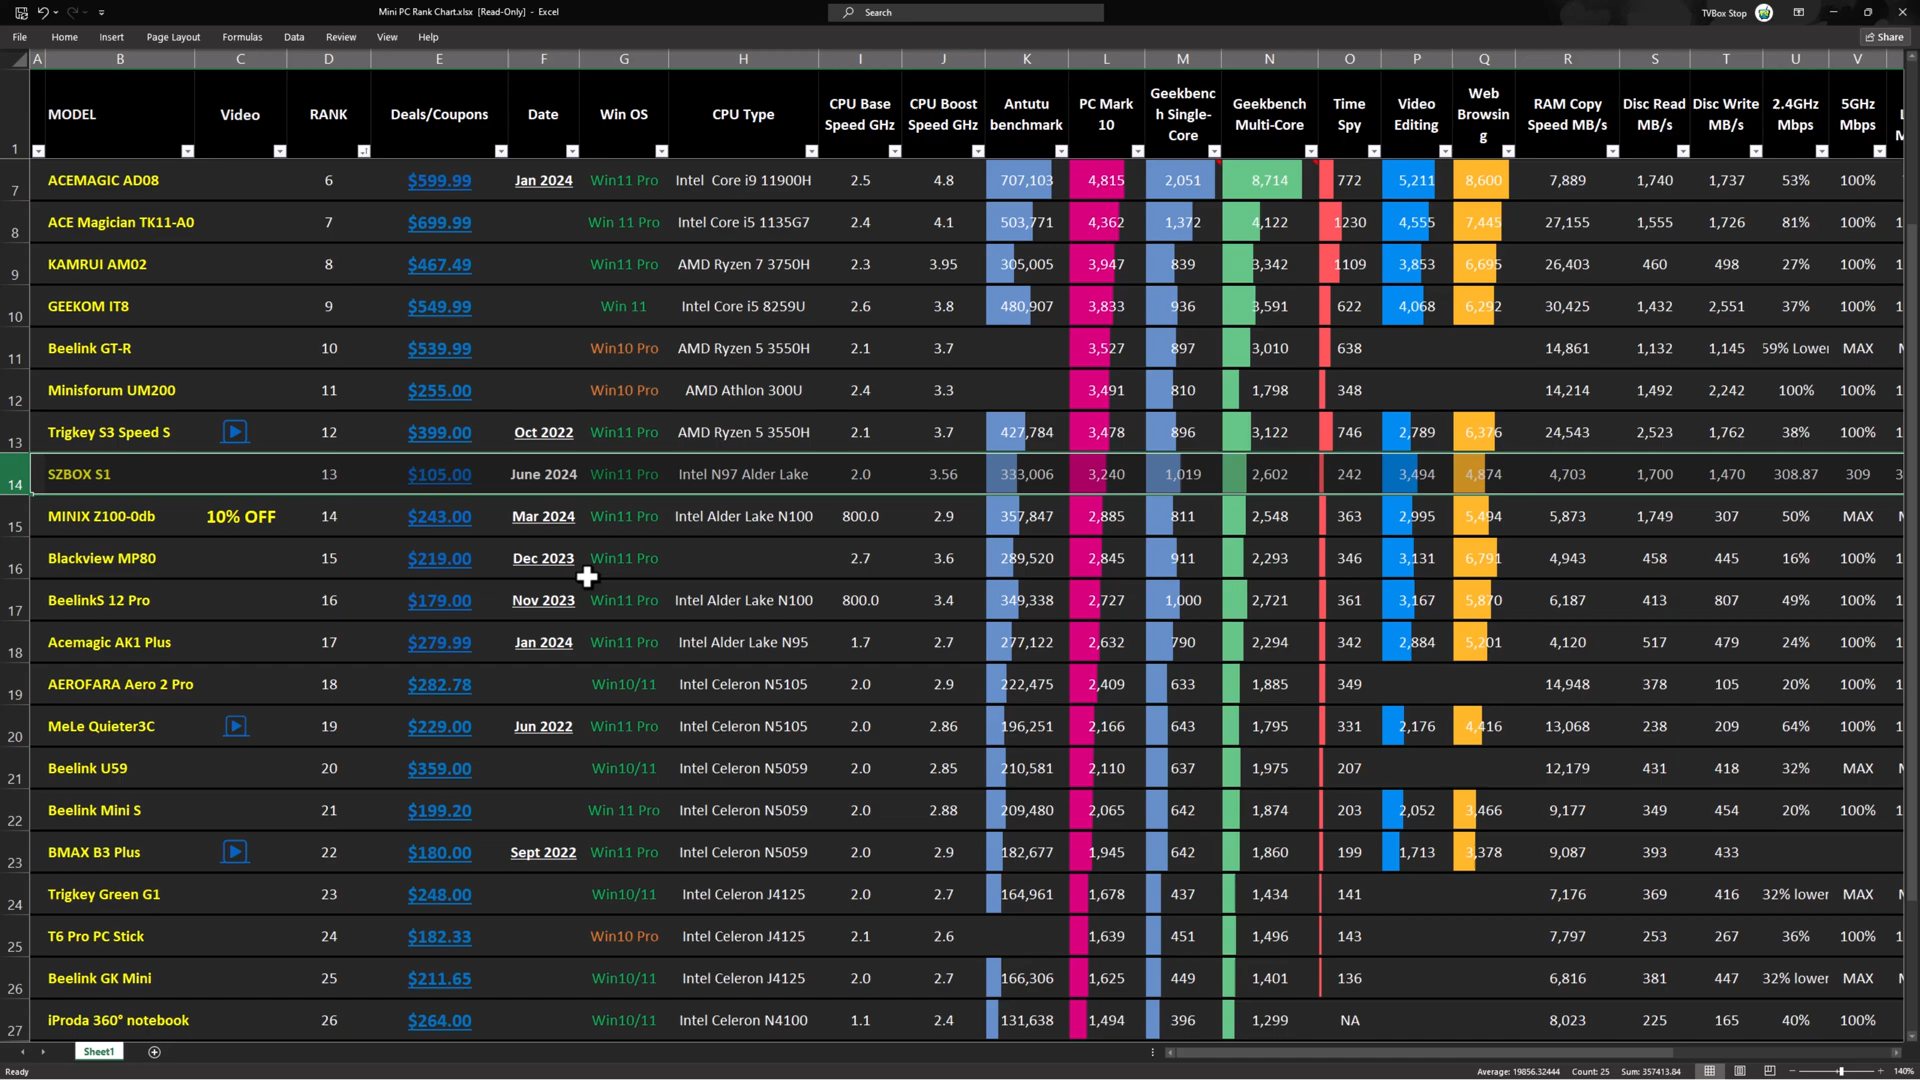 Mini PC Rank Chart.xlsx [Read-Only] - Excel
Search
TVBox Stop
File Home Insert Page Layout Formulas Data Review View Help
Share
A B C D E F G H I J K L M N O P Q R S T U V
1 MODEL Video RANK Deals/Coupons Date Win OS CPU Type CPU Base Speed GHz CPU Boost Speed GHz Antutu benchmark PC Mark 10 Geekbench Single-Core Geekbench Multi-Core Time Spy Video Editing Web Browsing RAM Copy Speed MB/s Disc Read MB/s Disc Write MB/s 2.4GHz Mbps 5GHz Mbps
7 ACEMAGIC AD08 6 $599.99 Jan 2024 Win11 Pro Intel Core i9 11900H 2.5 4.8 707,103 4,815 2,051 8,714 772 5,211 8,600 7,889 1,740 1,737 53% 100%
8 ACE Magician TK11-A0 7 $699.99 Win 11 Pro Intel Core i5 1135G7 2.4 4.1 503,771 4,362 1,372 4,122 1230 4,555 7,445 27,155 1,555 1,726 81% 100%
9 KAMRUI AM02 8 $467.49 Win11 Pro AMD Ryzen 7 3750H 2.3 3.95 305,005 3,947 839 3,342 1109 3,853 6,695 26,403 460 498 27% 100%
10 GEEKOM IT8 9 $549.99 Win 11 Intel Core i5 8259U 2.6 3.8 480,907 3,833 936 3,591 622 4,068 6,292 30,425 1,432 2,551 37% 100%
11 Beelink GT-R 10 $539.99 Win10 Pro AMD Ryzen 5 3550H 2.1 3.7 3,527 897 3,010 638 14,861 1,132 1,145 59% Lower MAX
12 Minisforum UM200 11 $255.00 Win10 Pro AMD Athlon 300U 2.4 3.3 3,491 810 1,798 348 14,214 1,492 2,242 100% 100%
13 Trigkey S3 Speed S 12 $399.00 Oct 2022 Win11 Pro AMD Ryzen 5 3550H 2.1 3.7 427,784 3,478 896 3,122 746 2,789 6,376 24,543 2,523 1,762 38% 100%
14 SZBOX S1 13 $105.00 June 2024 Win11 Pro Intel N97 Alder Lake 2.0 3.56 333,006 3,240 1,019 2,602 242 3,494 4,874 4,703 1,700 1,470 308.87 309 3
15 MINIX Z100-0db 10% OFF 14 $243.00 Mar 2024 Win11 Pro Intel Alder Lake N100 800.0 2.9 357,847 2,885 811 2,548 363 2,995 5,494 5,873 1,749 307 50% MAX
16 Blackview MP80 15 $219.00 Dec 2023 Win11 Pro 2.7 3.6 289,520 2,845 911 2,293 346 3,131 6,791 4,943 458 445 16% 100%
17 BeelinkS 12 Pro 16 $179.00 Nov 2023 Win11 Pro Intel Alder Lake N100 800.0 3.4 349,338 2,727 1,000 2,721 361 3,167 5,870 6,187 413 807 49% 100%
18 Acemagic AK1 Plus 17 $279.99 Jan 2024 Win11 Pro Intel Alder Lake N95 1.7 2.7 277,122 2,632 790 2,294 342 2,884 5,201 4,120 517 479 24% 100%
19 AEROFARA Aero 2 Pro 18 $282.78 Win10/11 Intel Celeron N5105 2.0 2.9 222,475 2,409 633 1,885 349 14,948 378 105 20% 100%
20 MeLe Quieter3C 19 $229.00 Jun 2022 Win11 Pro Intel Celeron N5105 2.0 2.86 196,251 2,166 643 1,795 331 2,176 4,416 13,068 238 209 64% 100%
21 Beelink U59 20 $359.00 Win10/11 Intel Celeron N5059 2.0 2.85 210,581 2,110 637 1,975 207 12,179 431 418 32% MAX
22 Beelink Mini S 21 $199.20 Win 11 Pro Intel Celeron N5059 2.0 2.88 209,480 2,065 642 1,874 203 2,052 3,466 9,177 349 454 20% 100%
23 BMAX B3 Plus 22 $180.00 Sept 2022 Win11 Pro Intel Celeron N5059 2.0 2.9 182,677 1,945 642 1,860 199 1,713 3,378 9,087 393 433
24 Trigkey Green G1 23 $248.00 Win10/11 Intel Celeron J4125 2.0 2.7 164,961 1,678 437 1,434 141 7,176 369 416 32% lower MAX
25 T6 Pro PC Stick 24 $182.33 Win10 Pro Intel Celeron J4125 2.1 2.6 1,639 451 1,496 143 7,797 253 267 36% 100%
26 Beelink GK Mini 25 $211.65 Win10/11 Intel Celeron J4125 2.0 2.7 166,306 1,625 449 1,401 136 6,816 381 447 32% lower MAX
27 iProda 360° notebook 26 $264.00 Win10/11 Intel Celeron N4100 1.1 2.4 131,638 1,494 396 1,299 NA 8,023 225 165 40% 100%
Sheet1
Ready Average: 19856.32444 Count: 25 Sum: 357413.84 140%